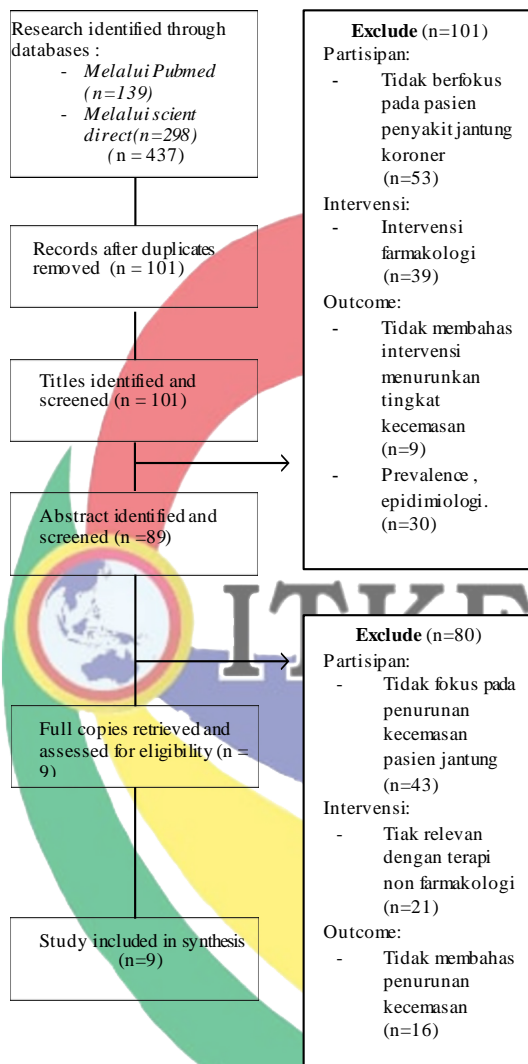 Research identified through
databases :
- Melalui Pubmed
(n=139)
- Melalui scient
direct(n=298)
(n = 437)
Records after duplicates
removed (n = 101)
Titles identified and
screened (n = 101)
Abstract identified and
screened (n =89)
Full copies retrieved and
assessed for eligibility (n =
9)
Study included in synthesis
(n=9)
Exclude (n=101)
Partisipan:
- Tidak berfokus
pada pasien
penyakit jantung
koroner
(n=53)
Intervensi:
- Intervensi
farmakologi
(n=39)
Outcome:
- Tidak membahas
intervensi
menurunkan
tingkat
kecemasan
(n=9)
- Prevalence ,
epidimiologi.
(n=30)
Exclude (n=80)
Partisipan:
- Tidak fokus pada
penurunan
kecemasan
pasien jantung
(n=43)
Intervensi:
- Tiak relevan
dengan terapi
non farmakologi
(n=21)
Outcome:
- Tidak membahas
penurunan
kecemasan
(n=16)